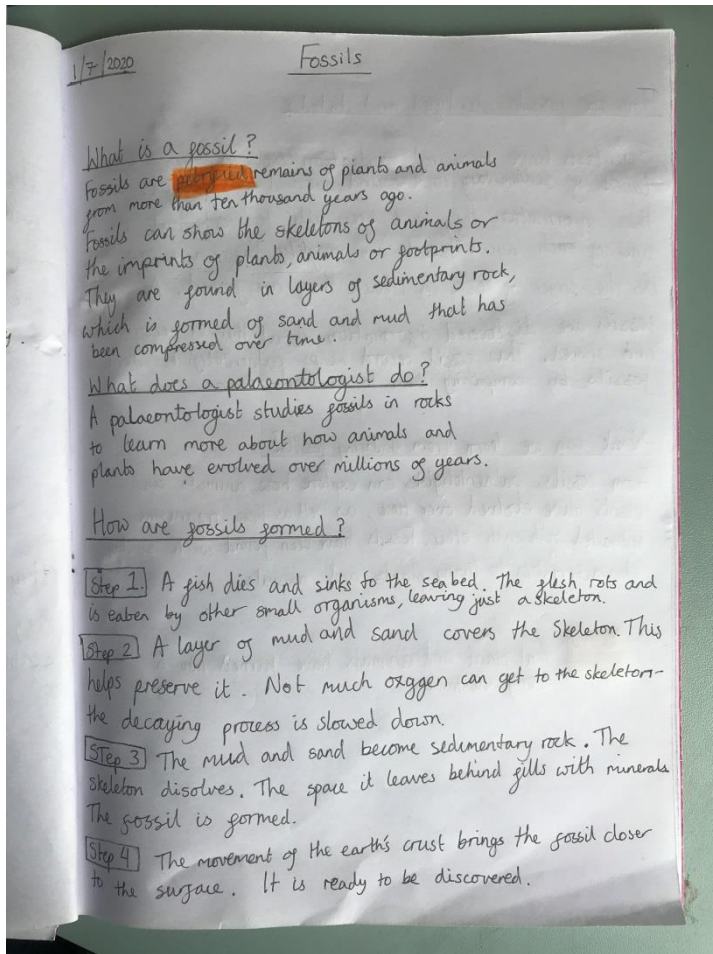 1/7/2020
Fossils
What is a fossil?
Fossils are petrified remains of plants and animals
from more than ten thousand years ago.
Fossils can show the skeletons of animals or
the imprints of plants, animals or footprints.
They are found in layers of sedimentary rock,
which is formed of sand and mud that has
been compressed over time.
What does a palaeontologist do?
A palaeontologist studies fossils in rocks
to learn more about how animals and
plants have evolved over millions of years.
How are fossils formed?
Step 1. A fish dies and sinks to the seabed. The flesh rots and
is eaten by other small organisms, leaving just a skeleton.
Step 2 A layer of mud and sand covers the skeleton. This
helps preserve it. Not much oxygen can get to the skeleton-
the decaying process is slowed down.
STep 3 The mud and sand become sedimentary rock. The
skeleton disolves. The space it leaves behind fills with minerals
The fossil is formed.
Step 4 The movement of the earth's crust brings the fossil closer
to the surface. It is ready to be discovered.